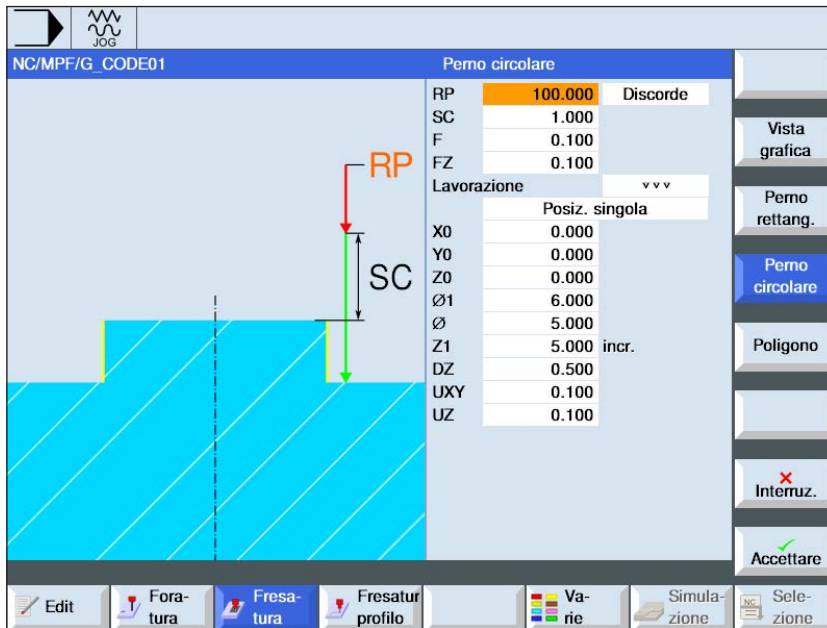 JOG
NC/MPF/G_CODE01
Perno circolare
RP
SC
RP 100.000 Discorde
SC 1.000
F 0.100
FZ 0.100
Lavorazione ▿▿▿
Posiz. singola
X0 0.000
Y0 0.000
Z0 0.000
Ø1 6.000
Ø 5.000
Z1 5.000 incr.
DZ 0.500
UXY 0.100
UZ 0.100
Vista
grafica
Perno
rettang.
Perno
circolare
Poligono
Interruz.
Accettare
Edit
Fora-
tura
Fresa-
tura
Fresatur
profilo
Va-
rie
Simula-
zione
NC
Sele-
zione